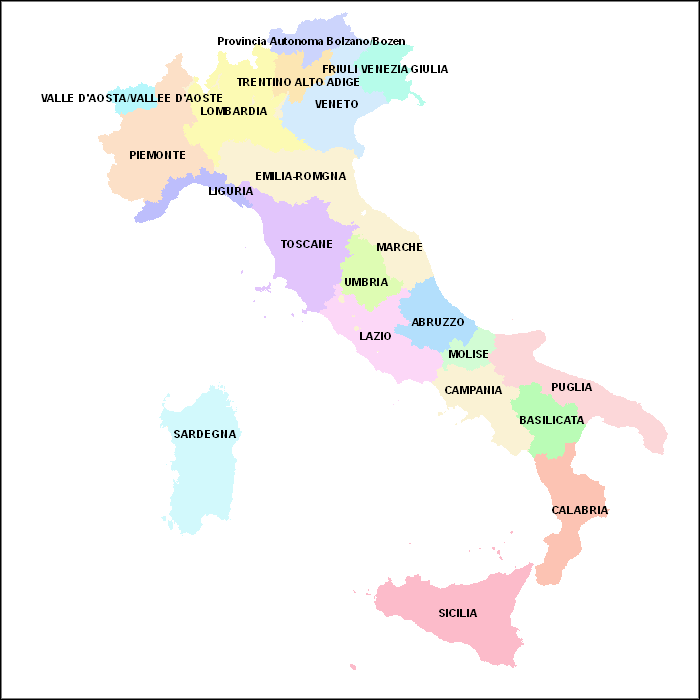 Provincia Autonoma Bolzano/Bozen
FRIULI VENEZIA GIULIA
TRENTINO ALTO ADIGE
VALLE D'AOSTA/VALLEE D'AOSTE
VENETO
LOMBARDIA
PIEMONTE
EMILIA-ROMGNA
LIGURIA
TOSCANE
MARCHE
UMBRIA
ABRUZZO
LAZIO
MOLISE
PUGLIA
CAMPANIA
BASILICATA
SARDEGNA
CALABRIA
SICILIA